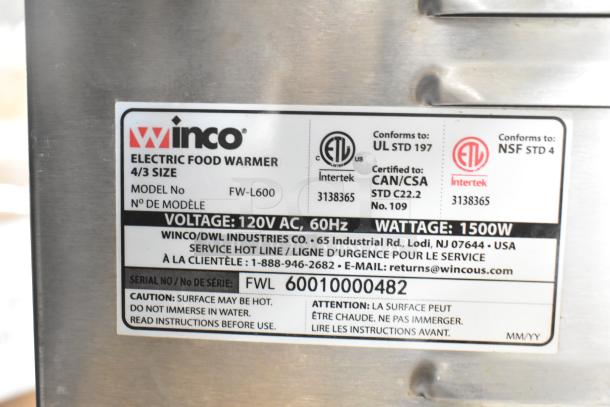 Winco®
ELECTRIC FOOD WARMER
4/3 SIZE
MODEL No FW-L600
Nº DE MODÈLE
C ETL US
Intertek
3138365
Conforms to:
UL STD 197
Certified to:
CAN/CSA
STD C22.2
No. 109
ETL
Intertek
3138365
Conforms to:
NSF STD 4
VOLTAGE: 120V AC, 60Hz WATTAGE: 1500W
WINCO/DWL INDUSTRIES CO. • 65 Industrial Rd., Lodi, NJ 07644 • USA
SERVICE HOT LINE / LIGNE D'URGENCE POUR LE SERVICE
À LA CLIENTÈLE : 1-888-946-2682 • E-MAIL: returns@wincous.com
SERIAL NO / No DE SÉRIE: FWL 60010000482
CAUTION: SURFACE MAY BE HOT.
DO NOT IMMERSE IN WATER.
READ INSTRUCTIONS BEFORE USE.
ATTENTION: LA SURFACE PEUT
ÊTRE CHAUDE. NE PAS IMMERGER.
LIRE LES INSTRUCTIONS AVANT.
MM/YY